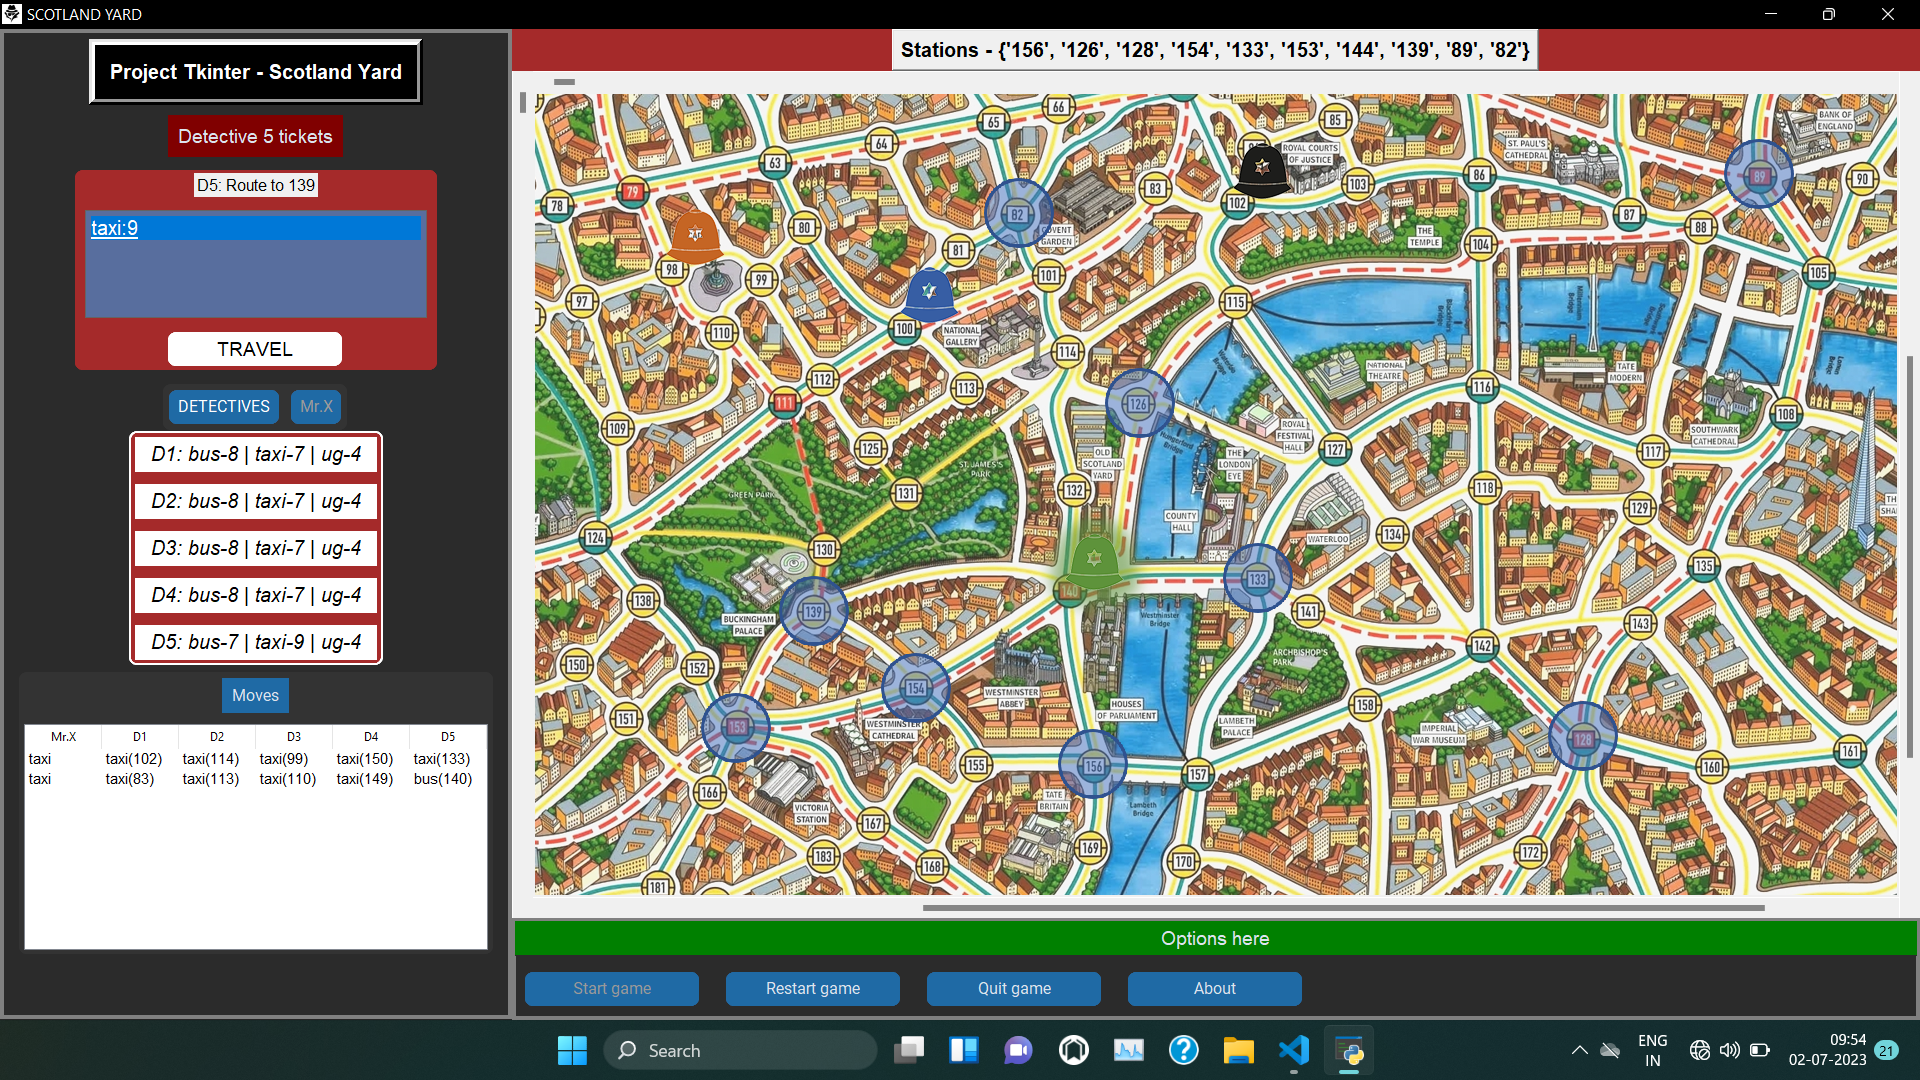 SCOTLAND YARD
Project Tkinter - Scotland Yard
Detective 5 tickets
D5: Route to 139
taxi:9
TRAVEL
DETECTIVES
Mr.X
D1: bus-8 | taxi-7 | ug-4
D2: bus-8 | taxi-7 | ug-4
D3: bus-8 | taxi-7 | ug-4
D4: bus-8 | taxi-7 | ug-4
D5: bus-7 | taxi-9 | ug-4
Moves
Mr.X D1 D2 D3 D4 D5
taxi taxi(102) taxi(114) taxi(99) taxi(150) taxi(133)
taxi taxi(83) taxi(113) taxi(110) taxi(149) bus(140)
Stations - {'156', '126', '128', '154', '133', '153', '144', '139', '89', '82'}
66
65
85
BANK OF
ENGLAND
64
ROYAL COURTS
OF JUSTICE
ST. PAUL'S
CATHEDRAL
63
86
89
90
79
83
103
78
102
82
87
80
COVENT
GARDEN
THE
TEMPLE
88
81
104
98
99
101
105
97
115
100
NATIONAL
GALLERY
110
114
NATIONAL
THEATRE
TATE
MODERN
112
113
116
111
126
108
109
ROYAL
FESTIVAL
HALL
SOUTHWARK
CATHEDRAL
Hungerford
Bridge
125
127
117
OLD
SCOTLAND
YARD
THE
LONDON
EYE
ST. JAMES'S
PARK
GREEN PARK
131
132
118
COUNTY
HALL
129
THE
SHA
124
WATERLOO
134
130
135
133
140
138
139
141
BUCKINGHAM
PALACE
Westminster
Bridge
143
142
150
152
ARCHBISHOP'S
PARK
154
WESTMINSTER
ABBEY
158
151
153
HOUSES
OF PARLIAMENT
WESTMINSTER
CATHEDRAL
LAMBETH
PALACE
IMPERIAL
WAR MUSEUM
128
161
155
156
157
160
166
TATE
BRITAIN
Lambeth
Bridge
VICTORIA
STATION
167
169
172
183
168
170
181
Options here
Start game
Restart game
Quit game
About
Search
ENG
IN
09:54
02-07-2023
21